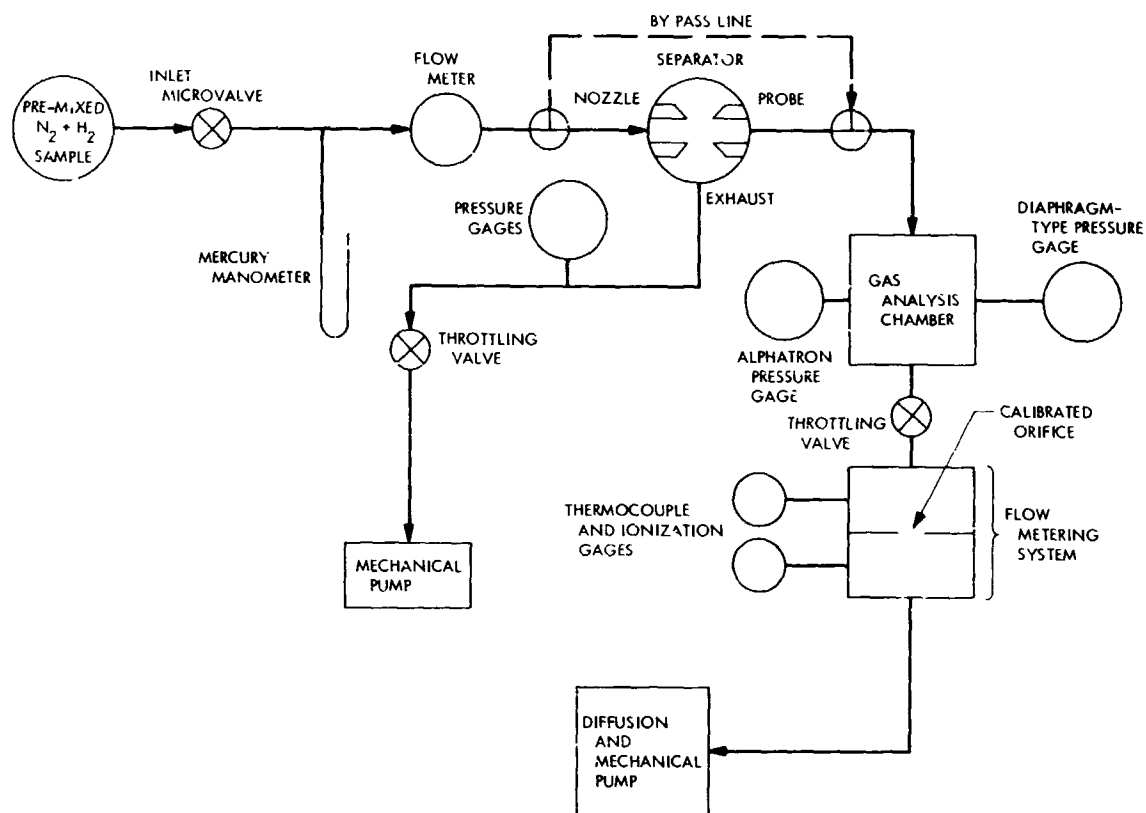 BY PASS LINE
INLET
MICROVALVE
FLOW
METER
SEPARATOR
PRE-MIXED
N2 + H2
SAMPLE
NOZZLE
PROBE
PRESSURE
GAGES
EXHAUST
MERCURY
MANOMETER
DIAPHRAGM-
TYPE PRESSURE
GAGE
GAS
ANALYSIS
CHAMBER
THROTTLING
VALVE
ALPHATRON
PRESSURE
GAGE
THROTTLING
VALVE
CALIBRATED
ORIFICE
THERMOCOUPLE
AND IONIZATION
GAGES
FLOW
METERING
SYSTEM
MECHANICAL
PUMP
DIFFUSION
AND
MECHANICAL
PUMP